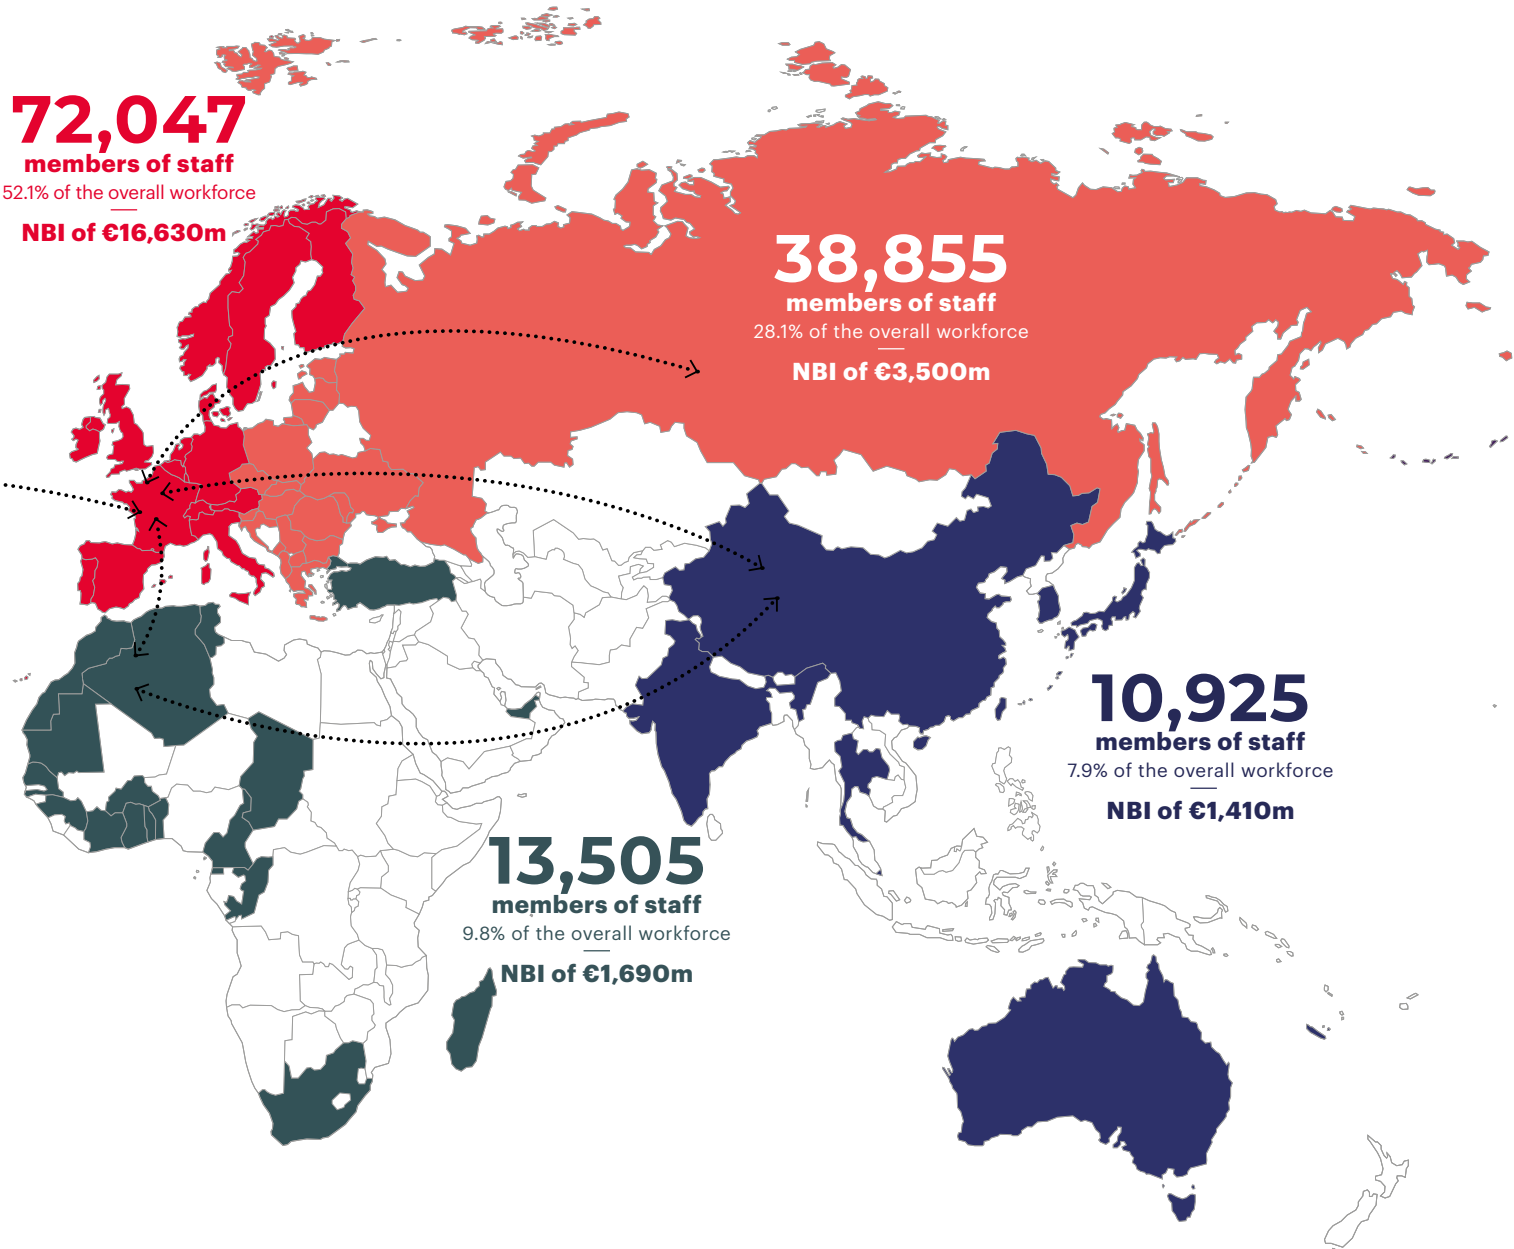 72,047
members of staff
52.1% of the overall workforce
NBI of €16,630m
38,855
members of staff
28.1% of the overall workforce
NBI of €3,500m
10,925
members of staff
7.9% of the overall workforce
NBI of €1,410m
13,505
members of staff
9.8% of the overall workforce
NBI of €1,690m